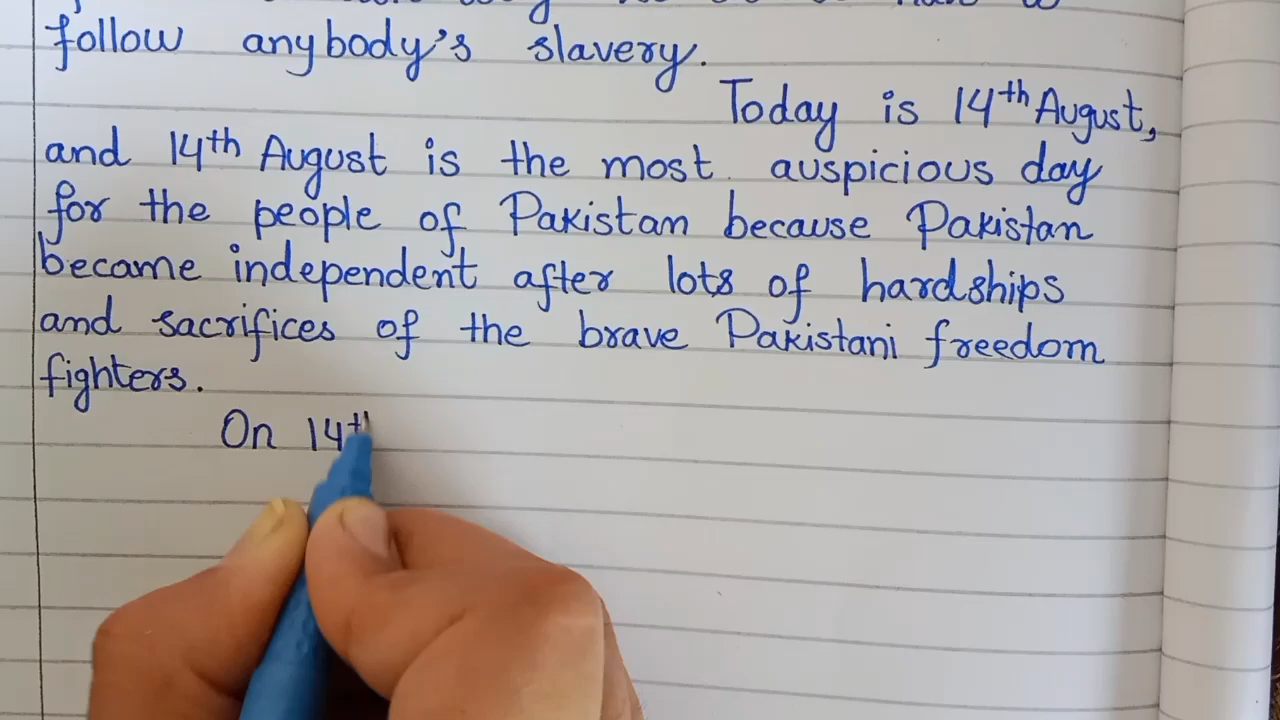 follow anybody's slavery.
Today is 14th August,
and 14th August is the most auspicious day
for the people of Pakistan because Pakistan
became independent after lots of hardships
and sacrifices of the brave Pakistani freedom
fighters.
On 14th